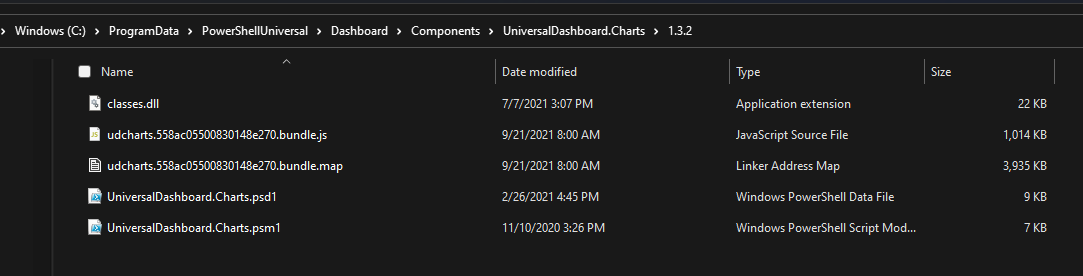 Windows (C:) > ProgramData > PowerShellUniversal > Dashboard > Components > UniversalDashboard.Charts > 1.3.2
Name Date modified Type Size
classes.dll 7/7/2021 3:07 PM Application extension 22 KB
JS udcharts.558ac05500830148e270.bundle.js 9/21/2021 8:00 AM JavaScript Source File 1,014 KB
udcharts.558ac05500830148e270.bundle.map 9/21/2021 8:00 AM Linker Address Map 3,935 KB
UniversalDashboard.Charts.psd1 2/26/2021 4:45 PM Windows PowerShell Data File 9 KB
UniversalDashboard.Charts.psm1 11/10/2020 3:26 PM Windows PowerShell Script Mod... 7 KB